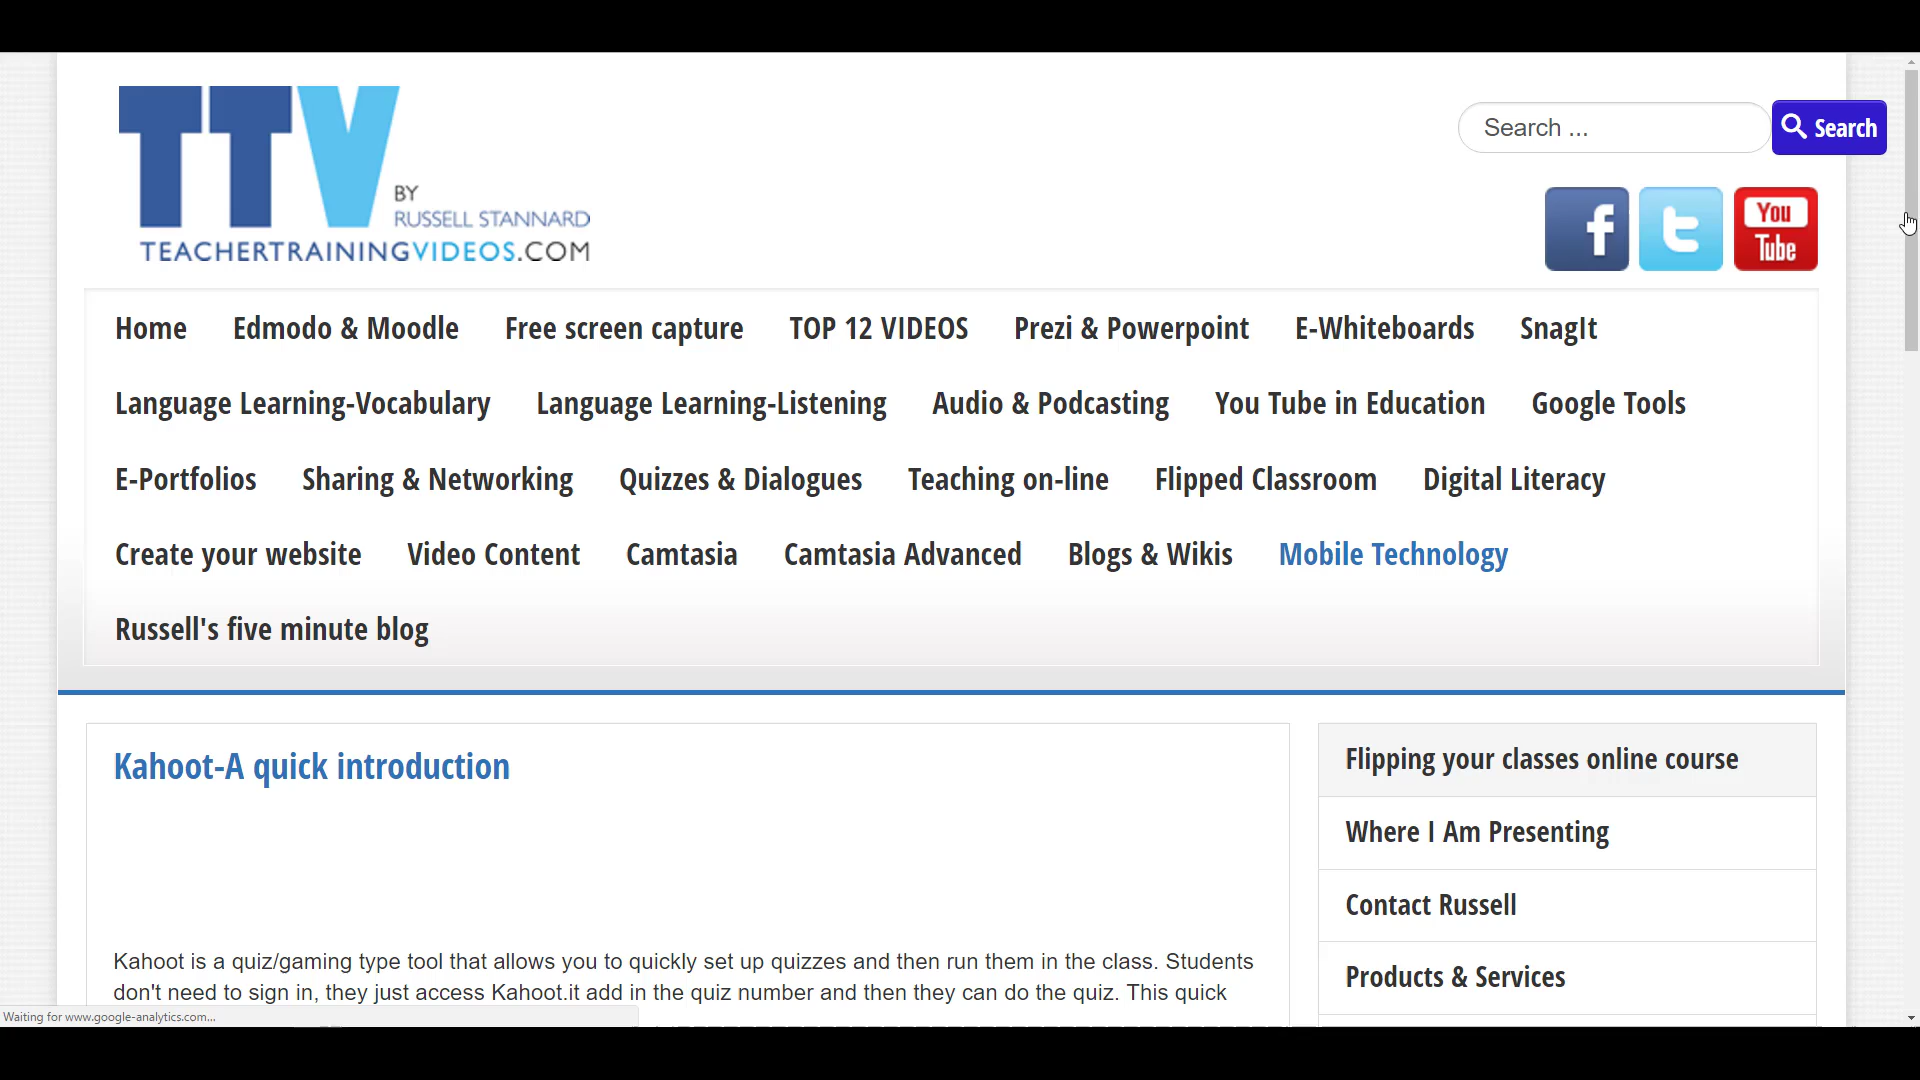 TTV
BY
RUSSELL STANNARD
TEACHERTRAININGVIDEOS.COM
Search ...
Search
f
t
You
Tube
Home Edmodo & Moodle Free screen capture TOP 12 VIDEOS Prezi & Powerpoint E-Whiteboards SnagIt
Language Learning-Vocabulary Language Learning-Listening Audio & Podcasting You Tube in Education Google Tools
E-Portfolios Sharing & Networking Quizzes & Dialogues Teaching on-line Flipped Classroom Digital Literacy
Create your website Video Content Camtasia Camtasia Advanced Blogs & Wikis Mobile Technology
Russell's five minute blog
Kahoot-A quick introduction
Kahoot is a quiz/gaming type tool that allows you to quickly set up quizzes and then run them in the class. Students
don't need to sign in, they just access Kahoot.it add in the quiz number and then they can do the quiz. This quick
Flipping your classes online course
Where I Am Presenting
Contact Russell
Products & Services
Waiting for www.google-analytics.com...